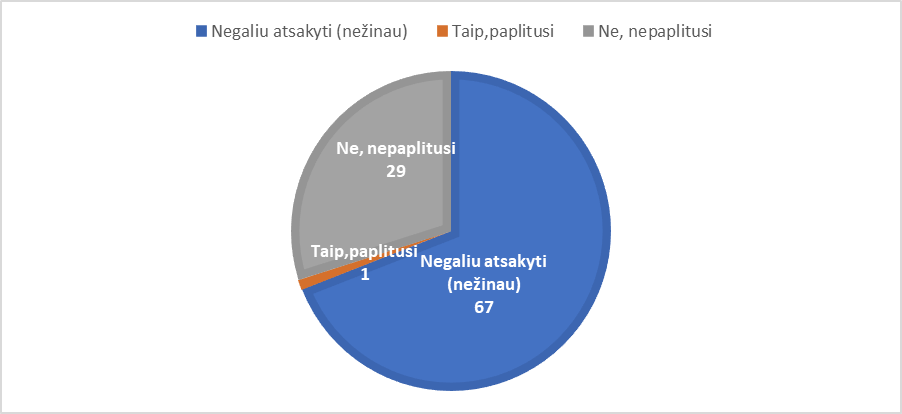 Negaliu atsakyti (nežinau) Taip,paplitusi Ne, nepaplitusi
Ne, nepaplitusi
29
Taip,paplitusi
1
Negaliu atsakyti
(nežinau)
67